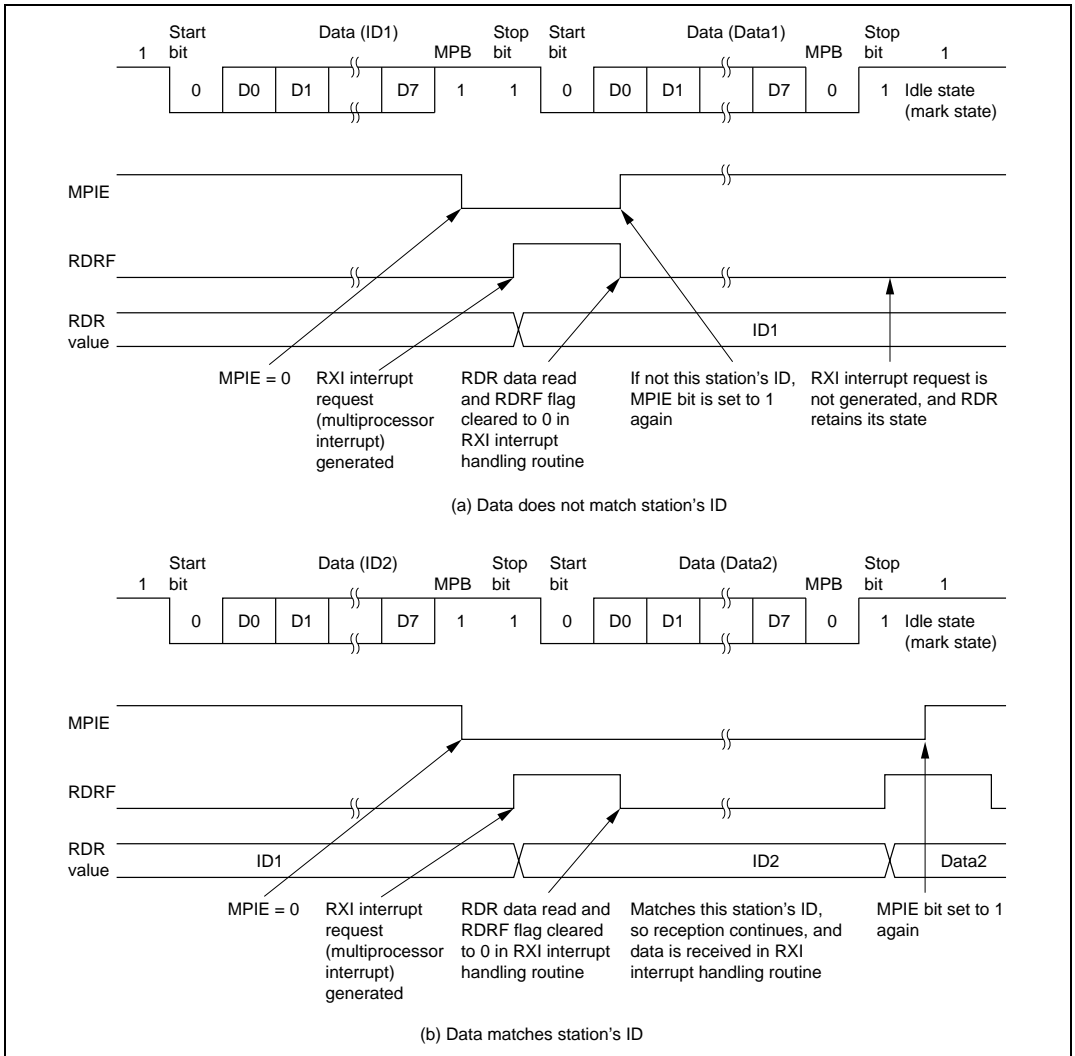 Start bit Data (ID1) MPB Stop bit Start bit Data (Data1) MPB Stop bit
1 1
0 D0 D1 D7 1 1 0 D0 D1 D7 0 1 Idle state (mark state)
MPIE
RDRF
RDR value
ID1
MPIE = 0
RXI interrupt
request
(multiprocessor
interrupt)
generated
RDR data read
and RDRF flag
cleared to 0 in
RXI interrupt
handling routine
If not this station's ID,
MPIE bit is set to 1
again
RXI interrupt request is
not generated, and RDR
retains its state
(a) Data does not match station's ID
Start bit Data (ID2) MPB Stop bit Start bit Data (Data2) MPB Stop bit
1 1
0 D0 D1 D7 1 1 0 D0 D1 D7 0 1 Idle state (mark state)
MPIE
RDRF
RDR value
ID1 ID2 Data2
MPIE = 0
RXI interrupt
request
(multiprocessor
interrupt)
generated
RDR data read and
RDRF flag cleared
to 0 in RXI interrupt
handling routine
Matches this station's ID,
so reception continues, and
data is received in RXI
interrupt handling routine
MPIE bit set to 1
again
(b) Data matches station's ID